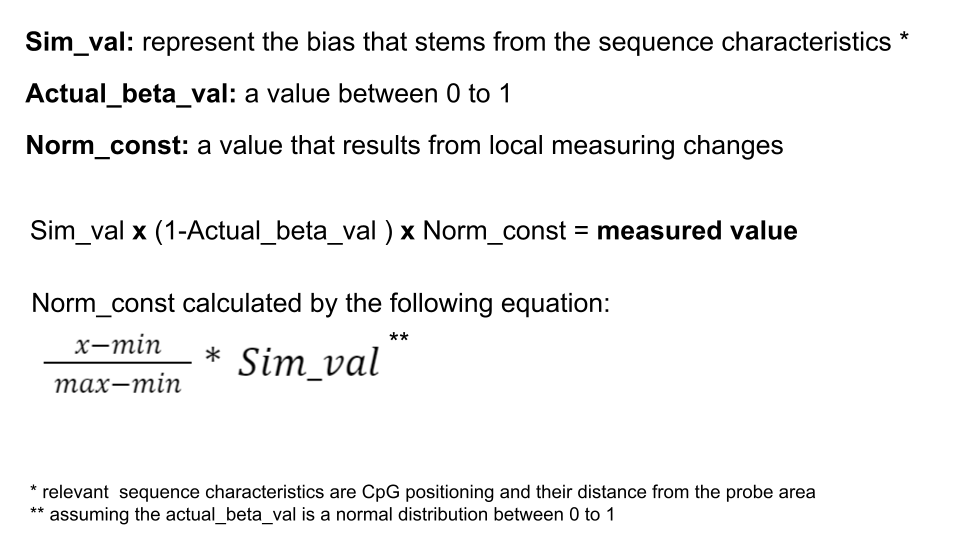 Sim_val: represent the bias that stems from the sequence characteristics *
Actual_beta_val: a value between 0 to 1
Norm_const: a value that results from local measuring changes
Sim_val x (1-Actual_beta_val ) x Norm_const = measured value
Norm_const calculated by the following equation:
x−min
max−min
* Sim_val **
* relevant  sequence characteristics are CpG positioning and their distance from the probe area
** assuming the actual_beta_val is a normal distribution between 0 to 1